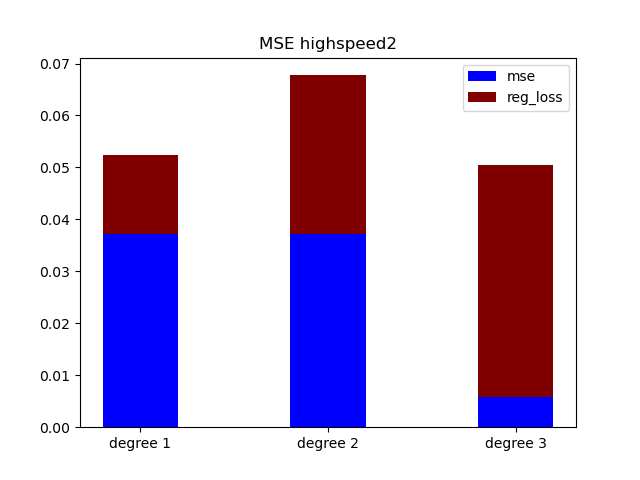 MSE highspeed2
0.07
0.06
0.05
0.04
0.03
0.02
0.01
0.00
mse
reg_loss
degree 1
degree 2
degree 3